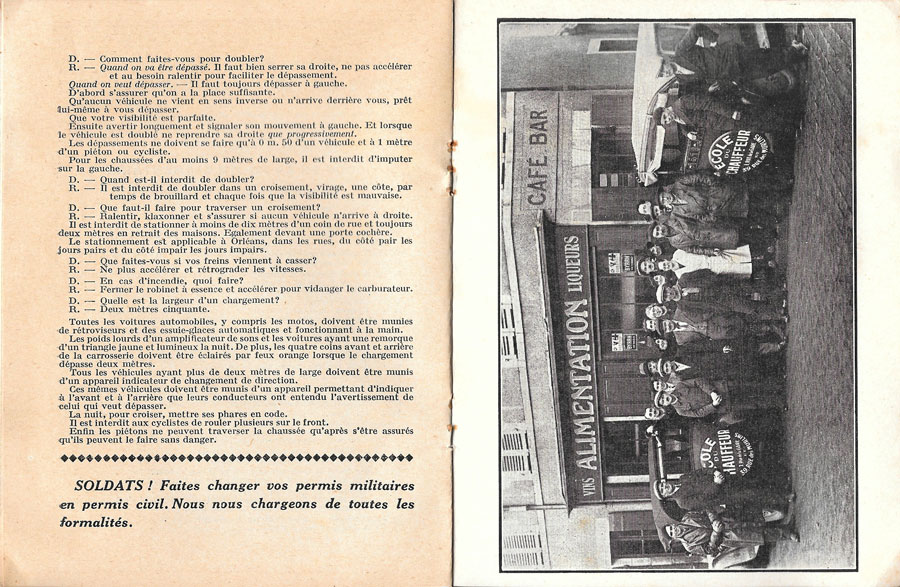 D. — Comment faites-vous pour doubler?
R. — Quand on va être dépassé. Il faut bien serrer sa droite, ne pas accélérer
et au besoin ralentir pour faciliter le dépassement.
Quand on veut dépasser. — Il faut toujours dépasser à gauche.
D'abord s'assurer qu'on a la place suffisante.
Qu'aucun véhicule ne vient en sens inverse ou n'arrive derrière vous, prêt
lui-même à vous dépasser.
Que votre visibilité est parfaite.
Ensuite avertir longuement et signaler son mouvement à gauche. Et lorsque
le véhicule est doublé ne reprendre sa droite que progressivement.
Les dépassements ne doivent se faire qu'à 0 m. 50 d'un véhicule et à 1 mètre
d'un piéton ou cycliste.
Pour les chaussées d'au moins 9 mètres de large, il est interdit d'imputer
sur la gauche.
D. — Quand est-il interdit de doubler?
R. — Il est interdit de doubler dans un croisement, virage, une côte, par
temps de brouillard et chaque fois que la visibilité est mauvaise.
D. — Que faut-il faire pour traverser un croisement?
R. — Ralentir, klaxonner et s'assurer si aucun véhicule n'arrive à droite.
Il est interdit de stationner à moins de dix mètres d'un coin de rue et toujours
deux mètres en retrait des maisons. Egalement devant une porte cochère.
Le stationnement est applicable à Orléans, dans les rues, du côté pair les
jours pairs et du côté impair les jours impairs.
D. — Que faites-vous si vos freins viennent à casser?
R. — Ne plus accélérer et rétrograder les vitesses.
D. — En cas d'incendie, quoi faire?
R. — Fermer le robinet à essence et accélérer pour vidanger le carburateur.
D. — Quelle est la largeur d'un chargement?
R. — Deux mètres cinquante.
Toutes les voitures automobiles, y compris les motos, doivent être munies
de rétroviseurs et des essuie-glaces automatiques et fonctionnant à la main.
Les poids lourds d'un amplificateur de sons et les voitures ayant une remorque
d'un triangle jaune et lumineux la nuit. De plus, les quatre coins avant et arrière
de la carrosserie doivent être éclairés par feux orange lorsque le chargement
dépasse deux mètres.
Tous les véhicules ayant plus de deux mètres de large doivent être munis
d'un appareil indicateur de changement de direction.
Ces mêmes véhicules doivent être munis d'un appareil permettant d'indiquer
à l'avant et à l'arrière que leurs conducteurs ont entendu l'avertissement de
celui qui veut dépasser.
La nuit, pour croiser, mettre ses phares en code.
Il est interdit aux cyclistes de rouler plusieurs sur le front.
Enfin les piétons ne peuvent traverser la chaussée qu'après s'être assurés
qu'ils peuvent le faire sans danger.
SOLDATS ! Faites changer vos permis militaires
en permis civil. Nous nous chargeons de toutes les
formalités.
CAFÉ. BAR
VINS ALIMENTATION LIQUEURS
ÉCOLE
DU
CHAUFFEUR
COLE
DU
HAUFFEUR